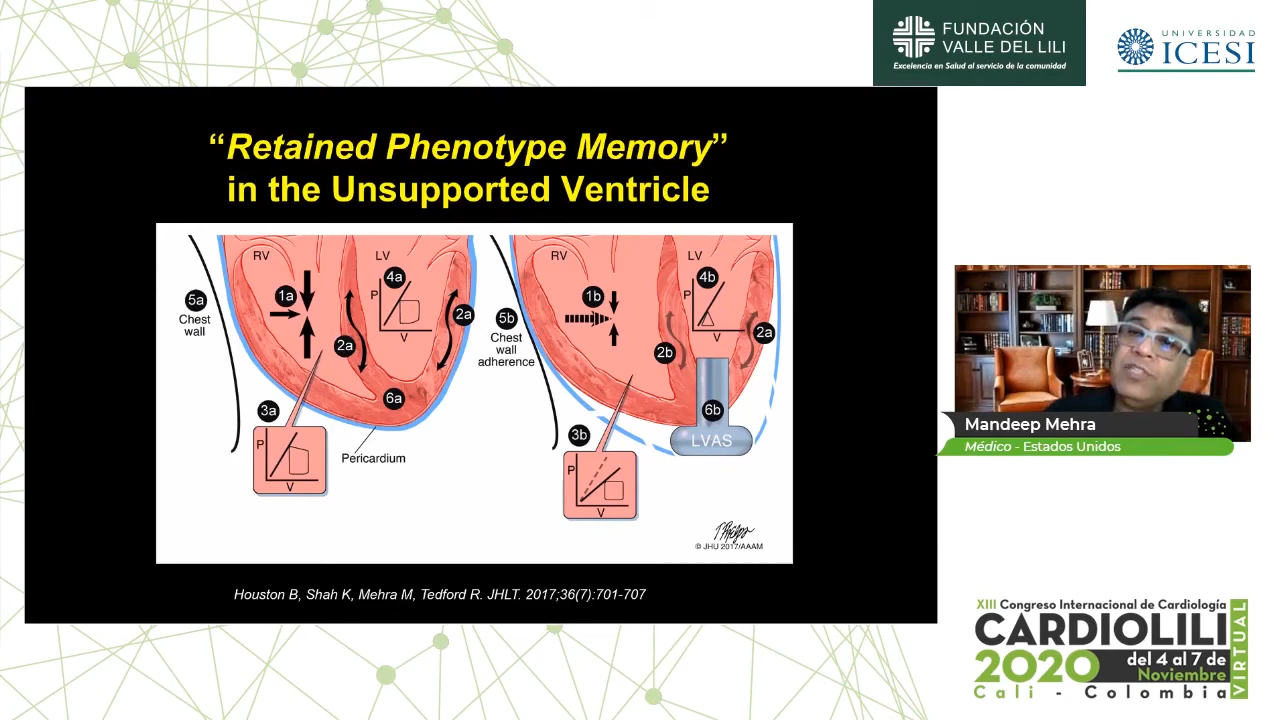 FUNDACIÓN
VALLE DEL LILI
Excelencia en Salud al servicio de la comunidad
UNIVERSIDAD
ICESI
“Retained Phenotype Memory”
in the Unsupported Ventricle
RV
LV
1a
4a
P
V
2a
2a
5a
Chest
wall
3a
P
V
6a
Pericardium
RV
LV
1b
4b
P
V
2b
2a
5b
Chest
wall
adherence
3b
P
V
6b
LVAS
© JHU 2017/AAAM
Houston B, Shah K, Mehra M, Tedford R. JHLT. 2017;36(7):701-707
Mandeep Mehra
Médico - Estados Unidos
XIII Congreso Internacional de Cardiología
CARDIOLILI
2020 del 4 al 7 de
Noviembre
Cali - Colombia
VIRTUAL